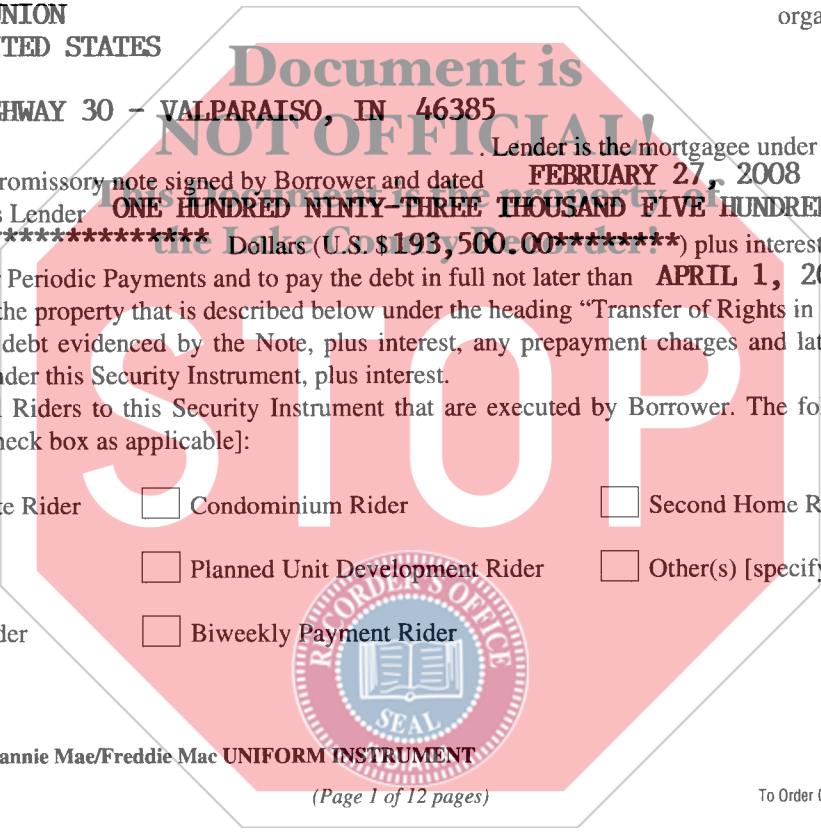 UNION
orga
TED STATES
Document is
HWAY 30 - VALPARAISO, IN 46385
NOT OFFICIAL!
. Lender is the mortgagee under
romissory note signed by Borrower and dated FEBRUARY 27, 2008
This Document is the property of
s Lender ONE HUNDRED NINTY-THREE THOUSAND FIVE HUNDRED
************** Dollars (U.S. $193,500.00********) plus interest
the Lake County Recorder!
Periodic Payments and to pay the debt in full not later than APRIL 1, 20
the property that is described below under the heading “Transfer of Rights in
debt evidenced by the Note, plus interest, any prepayment charges and lat
nder this Security Instrument, plus interest.
l Riders to this Security Instrument that are executed by Borrower. The fol
heck box as applicable]:
STOP
te Rider Condominium Rider Second Home R
Planned Unit Development Rider Other(s) [specify
der Biweekly Payment Rider
RECORDER'S OFFICE
SEAL
INDIANA
annie Mae/Freddie Mac UNIFORM INSTRUMENT
(Page 1 of 12 pages)
To Order C